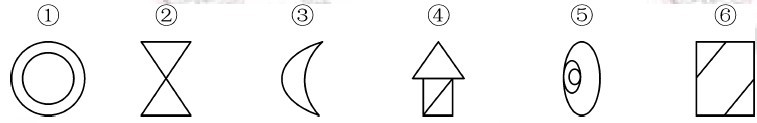 ① ② ③ ④ ⑤ ⑥